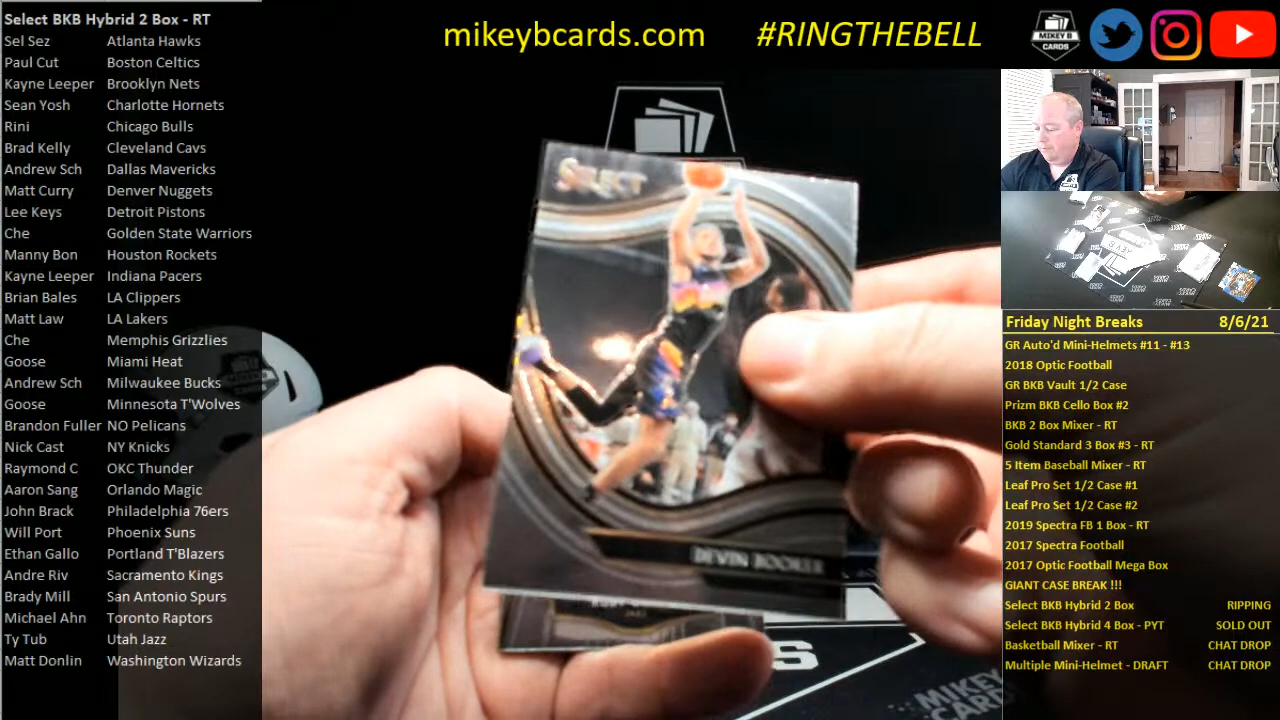 Select BKB Hybrid 2 Box - RT
Sel Sez Atlanta Hawks
Paul Cut Boston Celtics
Kayne Leeper Brooklyn Nets
Sean Yosh Charlotte Hornets
Rini Chicago Bulls
Brad Kelly Cleveland Cavs
Andrew Sch Dallas Mavericks
Matt Curry Denver Nuggets
Lee Keys Detroit Pistons
Che Golden State Warriors
Manny Bon Houston Rockets
Kayne Leeper Indiana Pacers
Brian Bales LA Clippers
Matt Law LA Lakers
Che Memphis Grizzlies
Goose Miami Heat
Andrew Sch Milwaukee Bucks
Goose Minnesota T'Wolves
Brandon Fuller NO Pelicans
Nick Cast NY Knicks
Raymond C OKC Thunder
Aaron Sang Orlando Magic
John Brack Philadelphia 76ers
Will Port Phoenix Suns
Ethan Gallo Portland T'Blazers
Andre Riv Sacramento Kings
Brady Mill San Antonio Spurs
Michael Ahn Toronto Raptors
Ty Tub Utah Jazz
Matt Donlin Washington Wizards
mikeybcards.com #RINGTHEBELL
MIKEY B
CARDS
SELECT
DEVIN BOOKER
MIKEY
CARDS
Friday Night Breaks 8/6/21
GR Auto'd Mini-Helmets #11 - #13
2018 Optic Football
GR BKB Vault 1/2 Case
Prizm BKB Cello Box #2
BKB 2 Box Mixer - RT
Gold Standard 3 Box #3 - RT
5 Item Baseball Mixer - RT
Leaf Pro Set 1/2 Case #1
Leaf Pro Set 1/2 Case #2
2019 Spectra FB 1 Box - RT
2017 Spectra Football
2017 Optic Football Mega Box
GIANT CASE BREAK !!!
Select BKB Hybrid 2 Box RIPPING
Select BKB Hybrid 4 Box - PYT SOLD OUT
Basketball Mixer - RT CHAT DROP
Multiple Mini-Helmet - DRAFT CHAT DROP